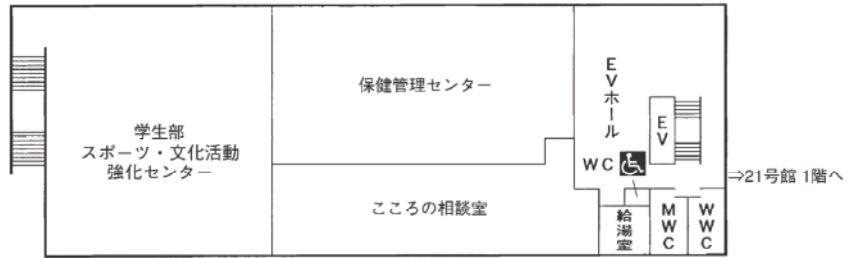 学生部
スポーツ・文化活動
強化センター
保健管理センター
こころの相談室
EVホール
EV
WC
⇒21号館 1階へ
給湯室
MWC
WWC